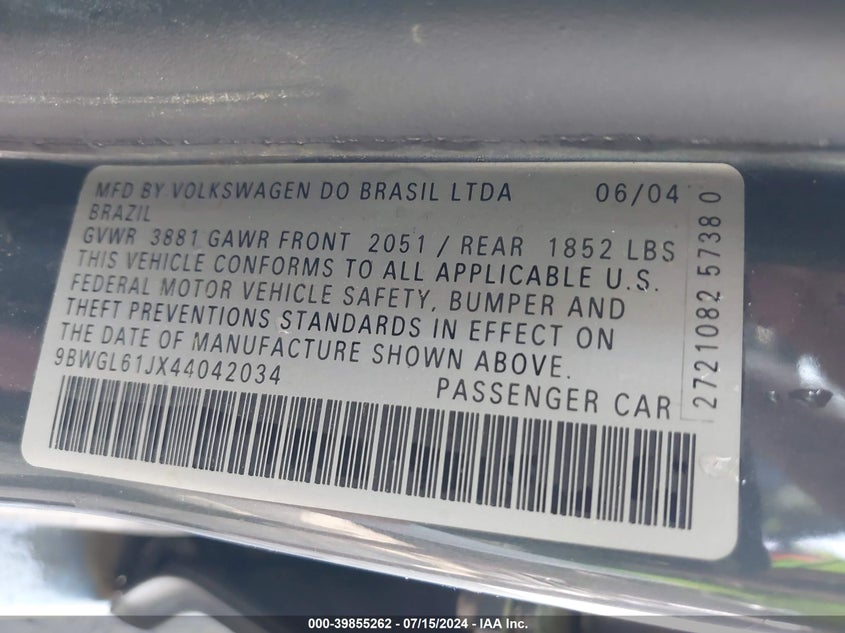 MFD BY VOLKSWAGEN DO BRASIL LTDA 06/04
BRAZIL
GVWR 3881 GAWR FRONT 2051 / REAR 1852 LBS
THIS VEHICLE CONFORMS TO ALL APPLICABLE U.S.
FEDERAL MOTOR VEHICLE SAFETY, BUMPER AND
THEFT PREVENTIONS STANDARDS IN EFFECT ON
THE DATE OF MANUFACTURE SHOWN ABOVE.
9BWGL61JX44042034 PASSENGER CAR
2721082 5738 0
000-39855262 - 07/15/2024 - IAA Inc.